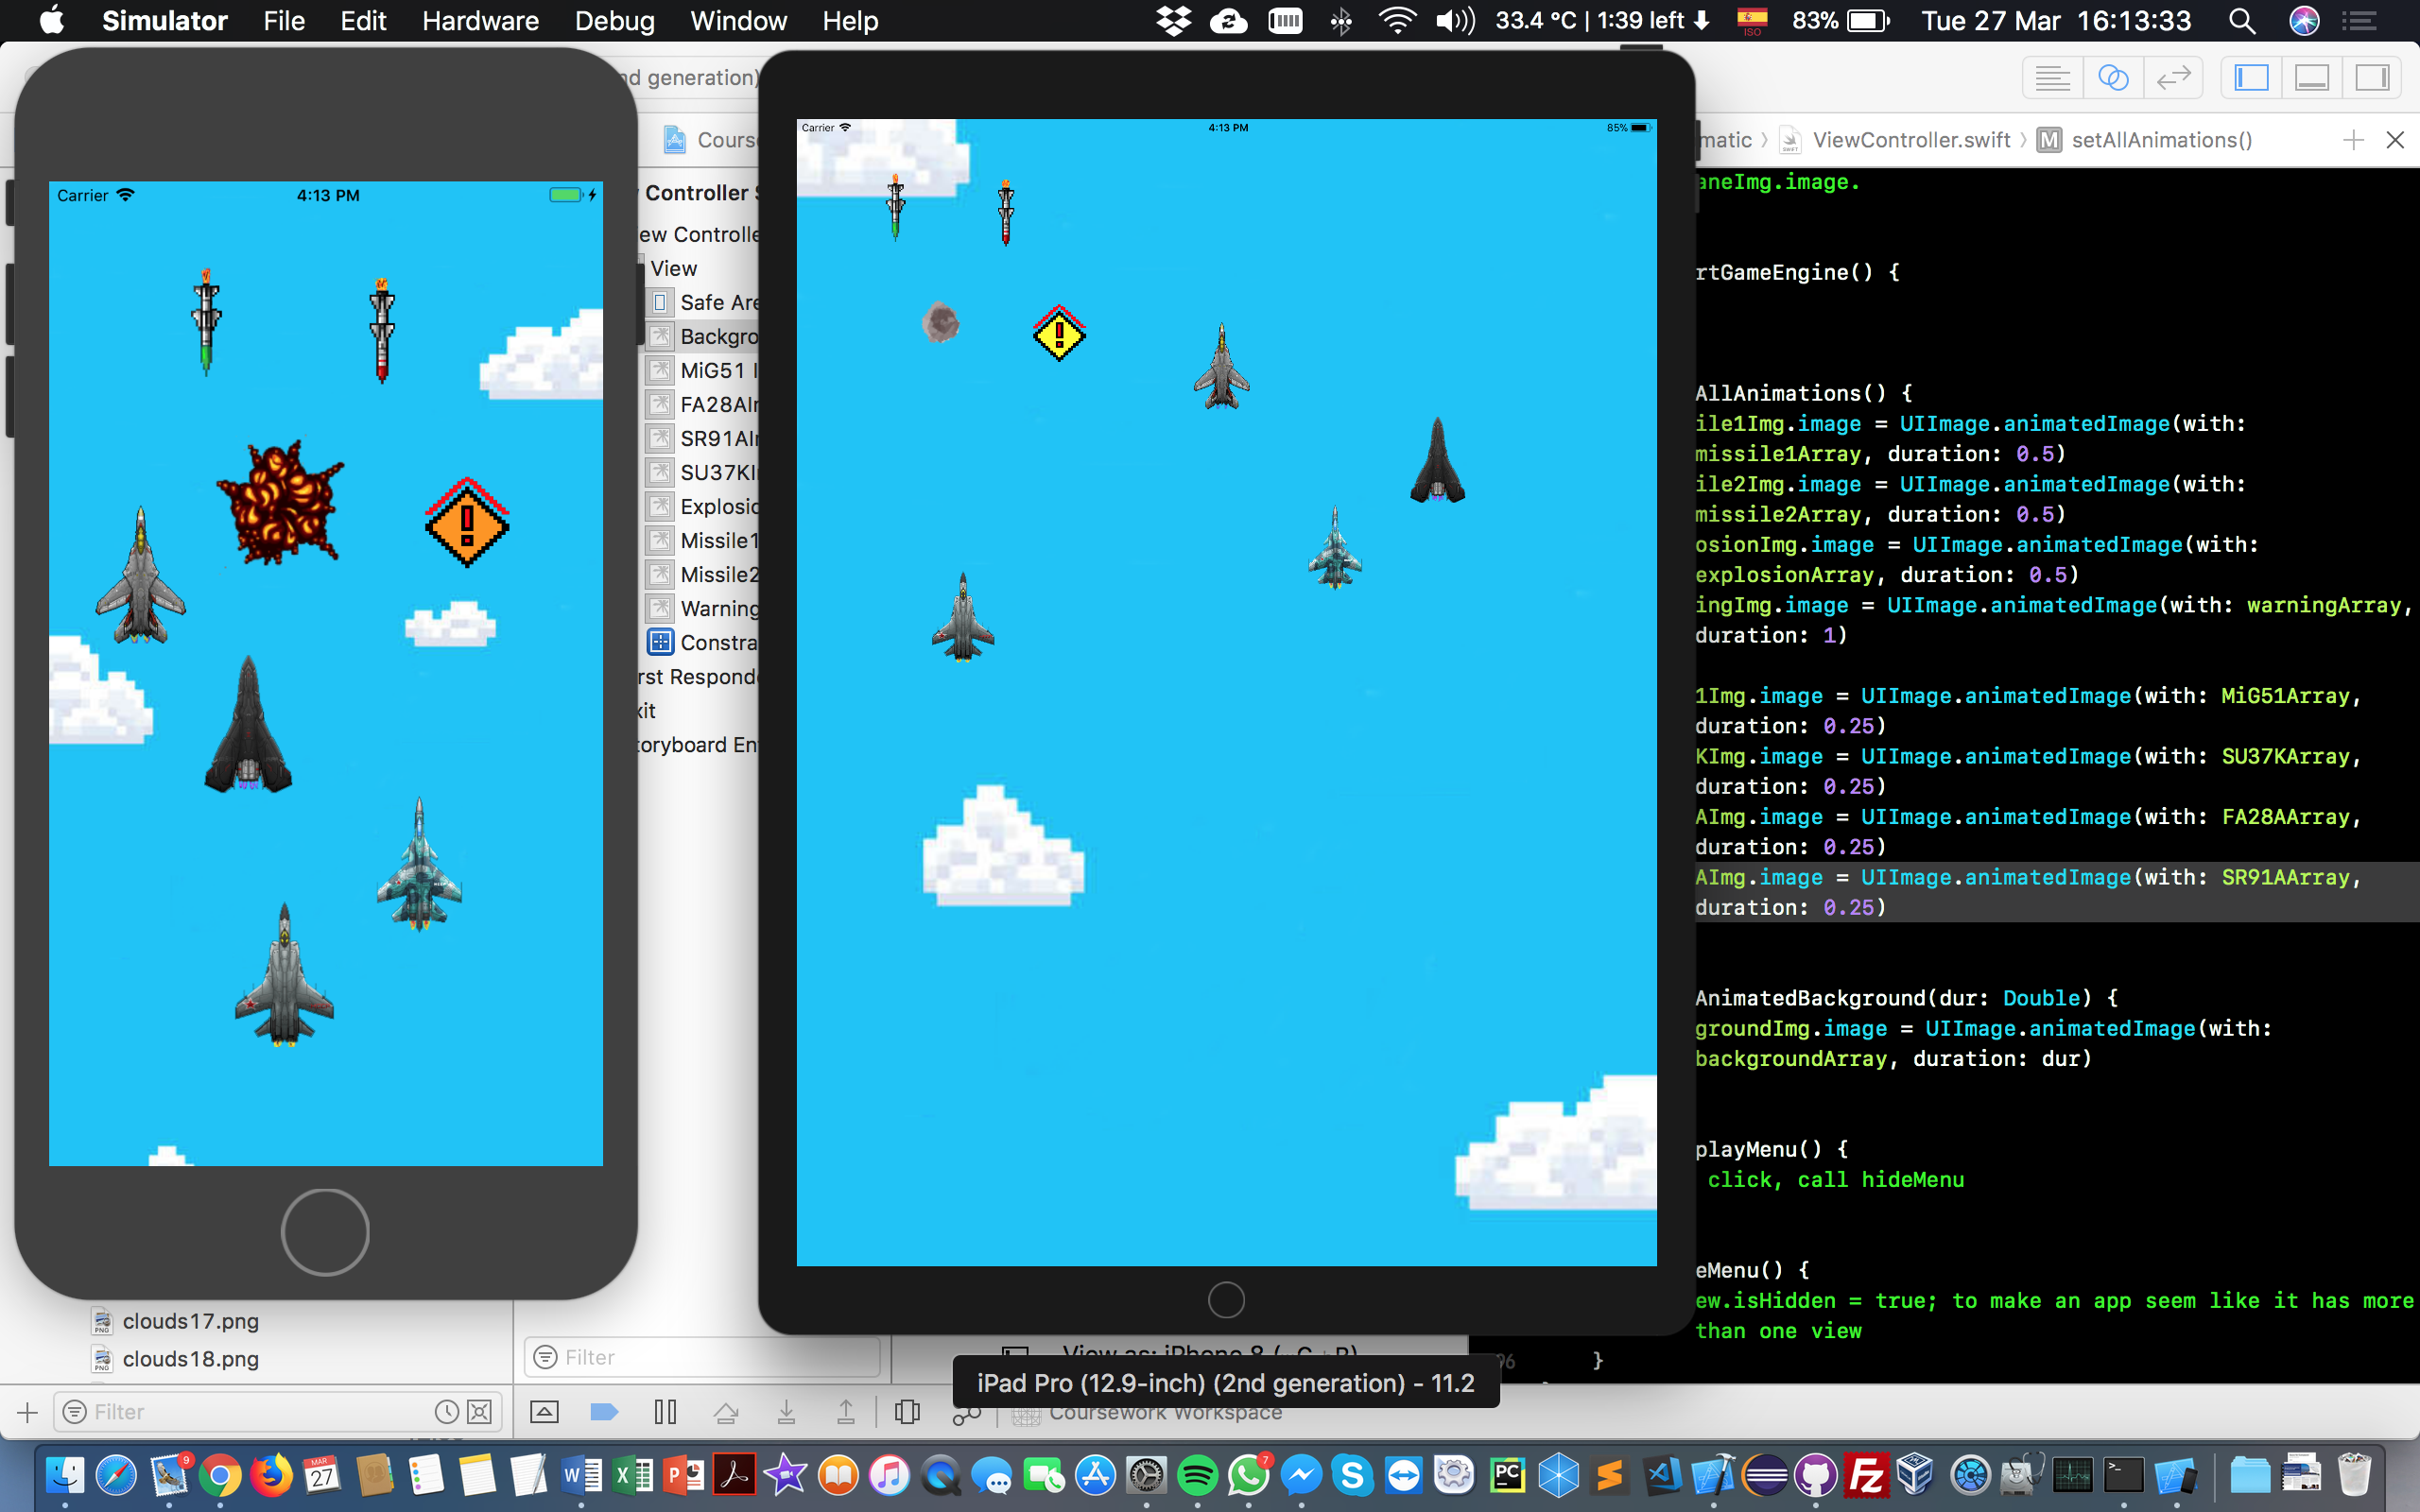 Simulator File Edit Hardware Debug Window Help
33.4 °C | 1:39 left
ISO
83%
Tue 27 Mar 16:13:33
nd generation)
Cours
matic
ViewController.swift
M setAllAnimations()
Carrier
4:13 PM
Carrier
4:13 PM
85%
Controller S
ew Controlle
View
Safe Are
Backgro
MiG51 I
FA28AIm
SR91AIm
SU37KI
Explosio
Missile1
Missile2
Warning
Constra
rst Respond
xit
toryboard En
aneImg.image.
rtGameEngine() {
AllAnimations() {
ile1Img.image = UIImage.animatedImage(with:
missile1Array, duration: 0.5)
ile2Img.image = UIImage.animatedImage(with:
missile2Array, duration: 0.5)
osionImg.image = UIImage.animatedImage(with:
explosionArray, duration: 0.5)
ingImg.image = UIImage.animatedImage(with: warningArray,
duration: 1)
1Img.image = UIImage.animatedImage(with: MiG51Array,
duration: 0.25)
KImg.image = UIImage.animatedImage(with: SU37KArray,
duration: 0.25)
AImg.image = UIImage.animatedImage(with: FA28AArray,
duration: 0.25)
AImg.image = UIImage.animatedImage(with: SR91AArray,
duration: 0.25)
AnimatedBackground(dur: Double) {
groundImg.image = UIImage.animatedImage(with:
backgroundArray, duration: dur)
playMenu() {
click, call hideMenu
eMenu() {
ew.isHidden = true; to make an app seem like it has more
than one view
}
clouds17.png
clouds18.png
Filter
View as: iPhone 8
iPad Pro (12.9-inch) (2nd generation) - 11.2
Filter
Coursework Workspace
9
MAR
27
7